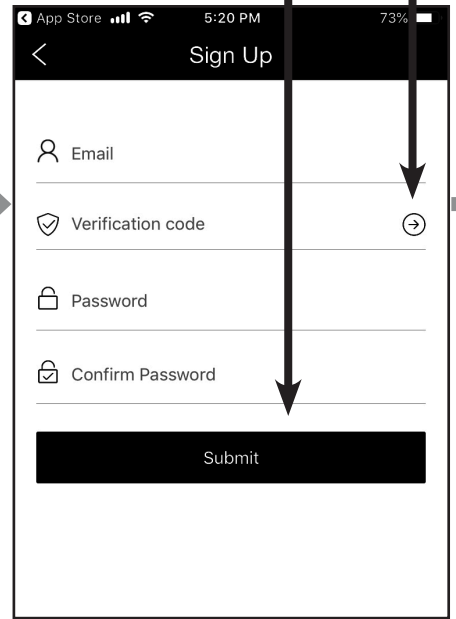 App Store 5:20 PM 73%
Sign Up
Email
Verification code
Password
Confirm Password
Submit